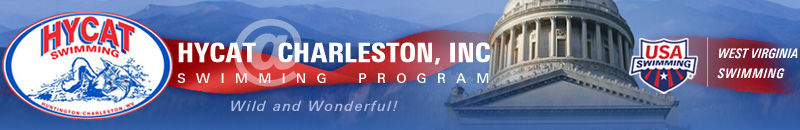 HYCAT
SWIMMING
HUNTINGTON/CHARLESTON, WV
HYCAT @ CHARLESTON, INC
SWIMMING PROGRAM
Wild and Wonderful!
USA
SWIMMING
WEST VIRGINIA
SWIMMING